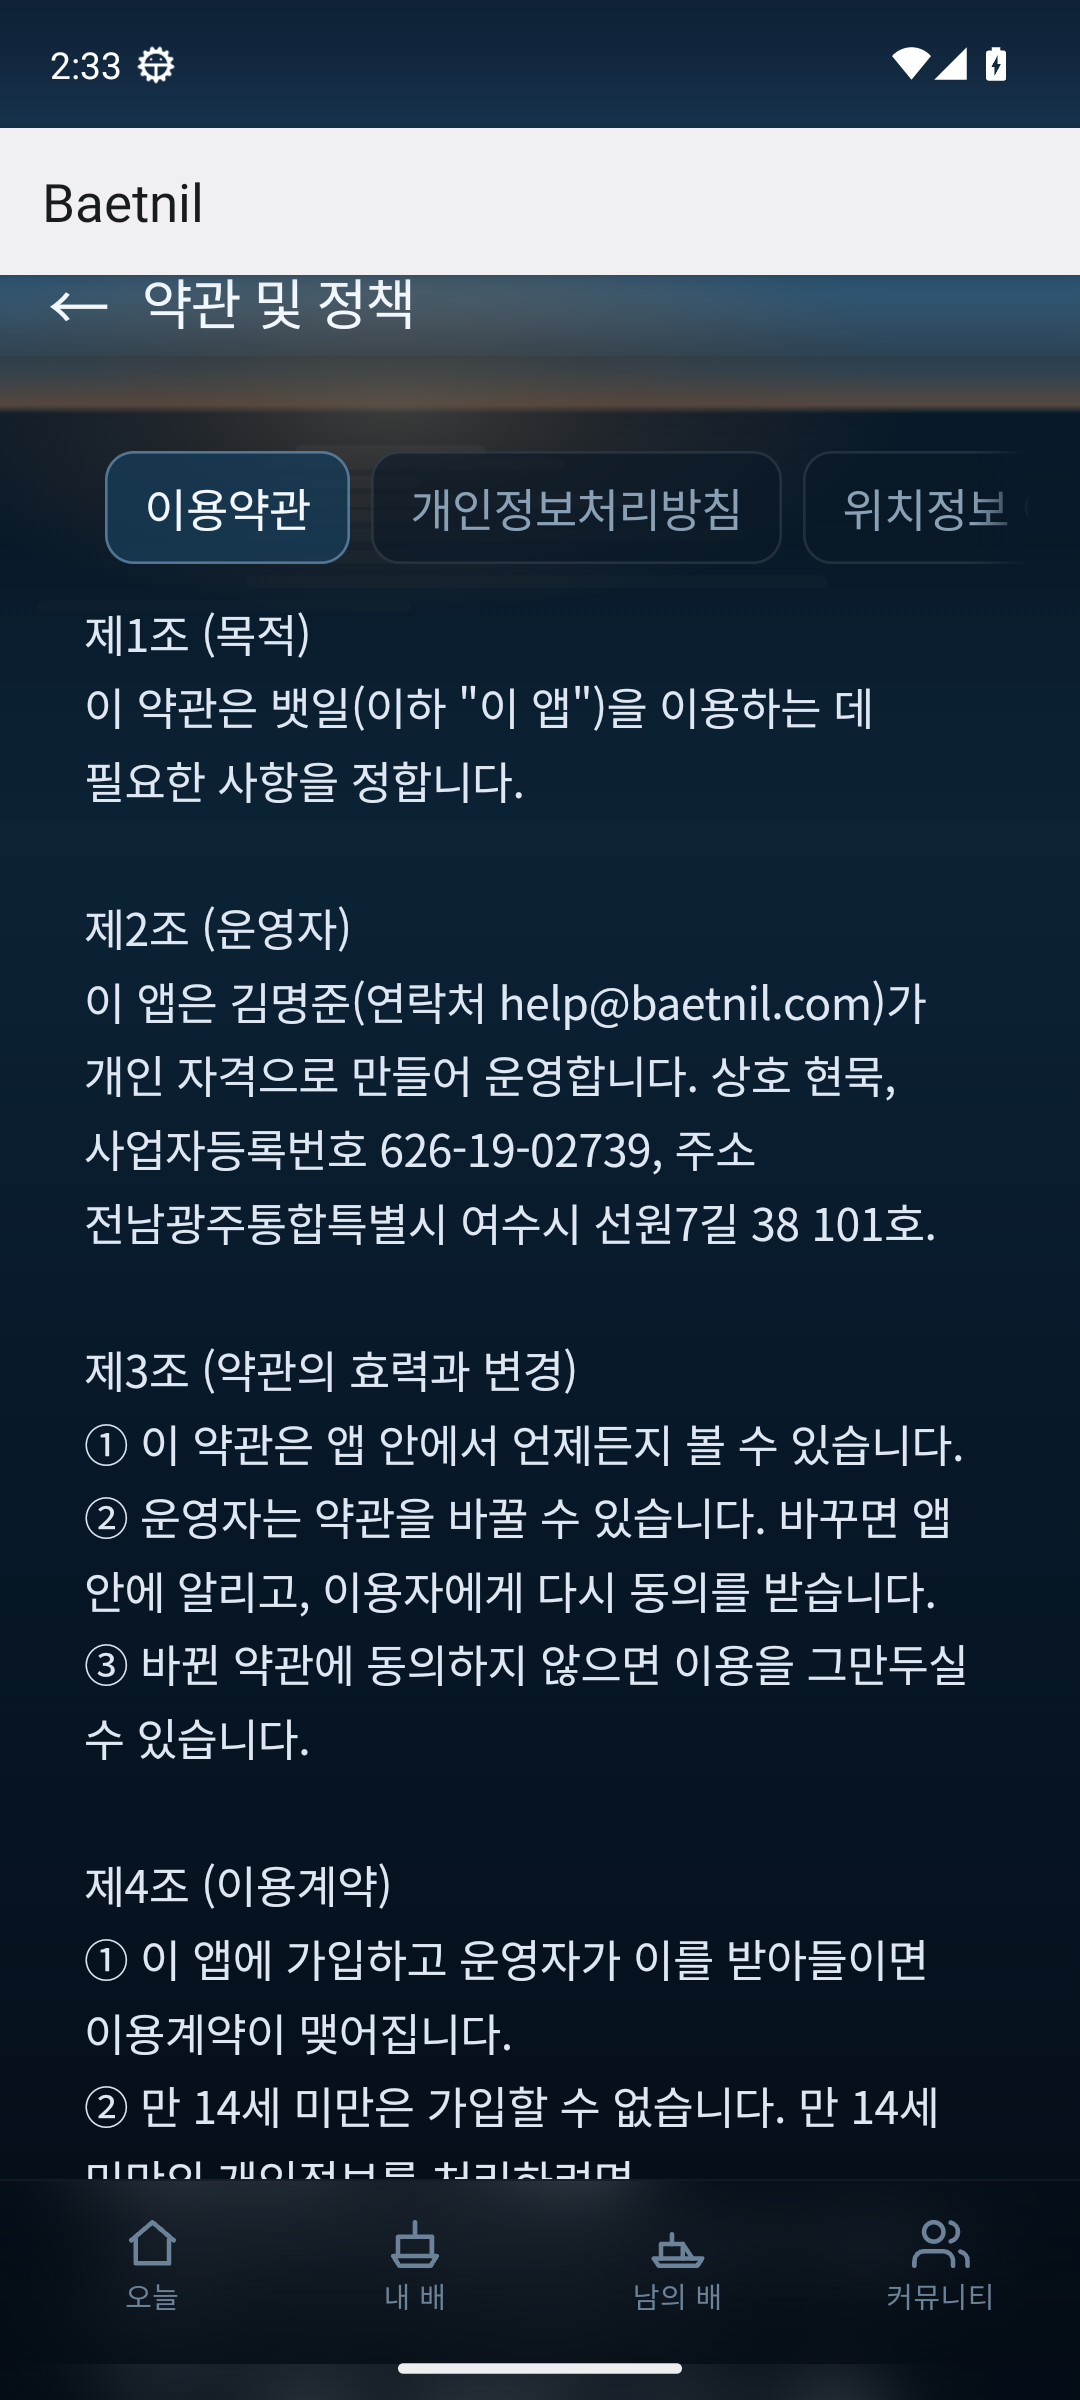 2:33
Baetnil
← 약관 및 정책
이용약관 개인정보처리방침 위치정보
제1조 (목적)
이 약관은 뱃일(이하 "이 앱")을 이용하는 데
필요한 사항을 정합니다.
제2조 (운영자)
이 앱은 김명준(연락처 help@baetnil.com)가
개인 자격으로 만들어 운영합니다. 상호 현묵,
사업자등록번호 626-19-02739, 주소
전남광주통합특별시 여수시 선원7길 38 101호.
제3조 (약관의 효력과 변경)
① 이 약관은 앱 안에서 언제든지 볼 수 있습니다.
② 운영자는 약관을 바꿀 수 있습니다. 바꾸면 앱
안에 알리고, 이용자에게 다시 동의를 받습니다.
③ 바뀐 약관에 동의하지 않으면 이용을 그만두실
수 있습니다.
제4조 (이용계약)
① 이 앱에 가입하고 운영자가 이를 받아들이면
이용계약이 맺어집니다.
② 만 14세 미만은 가입할 수 없습니다. 만 14세
미만의 개인정보를 처리하려면
오늘 내 배 남의 배 커뮤니티